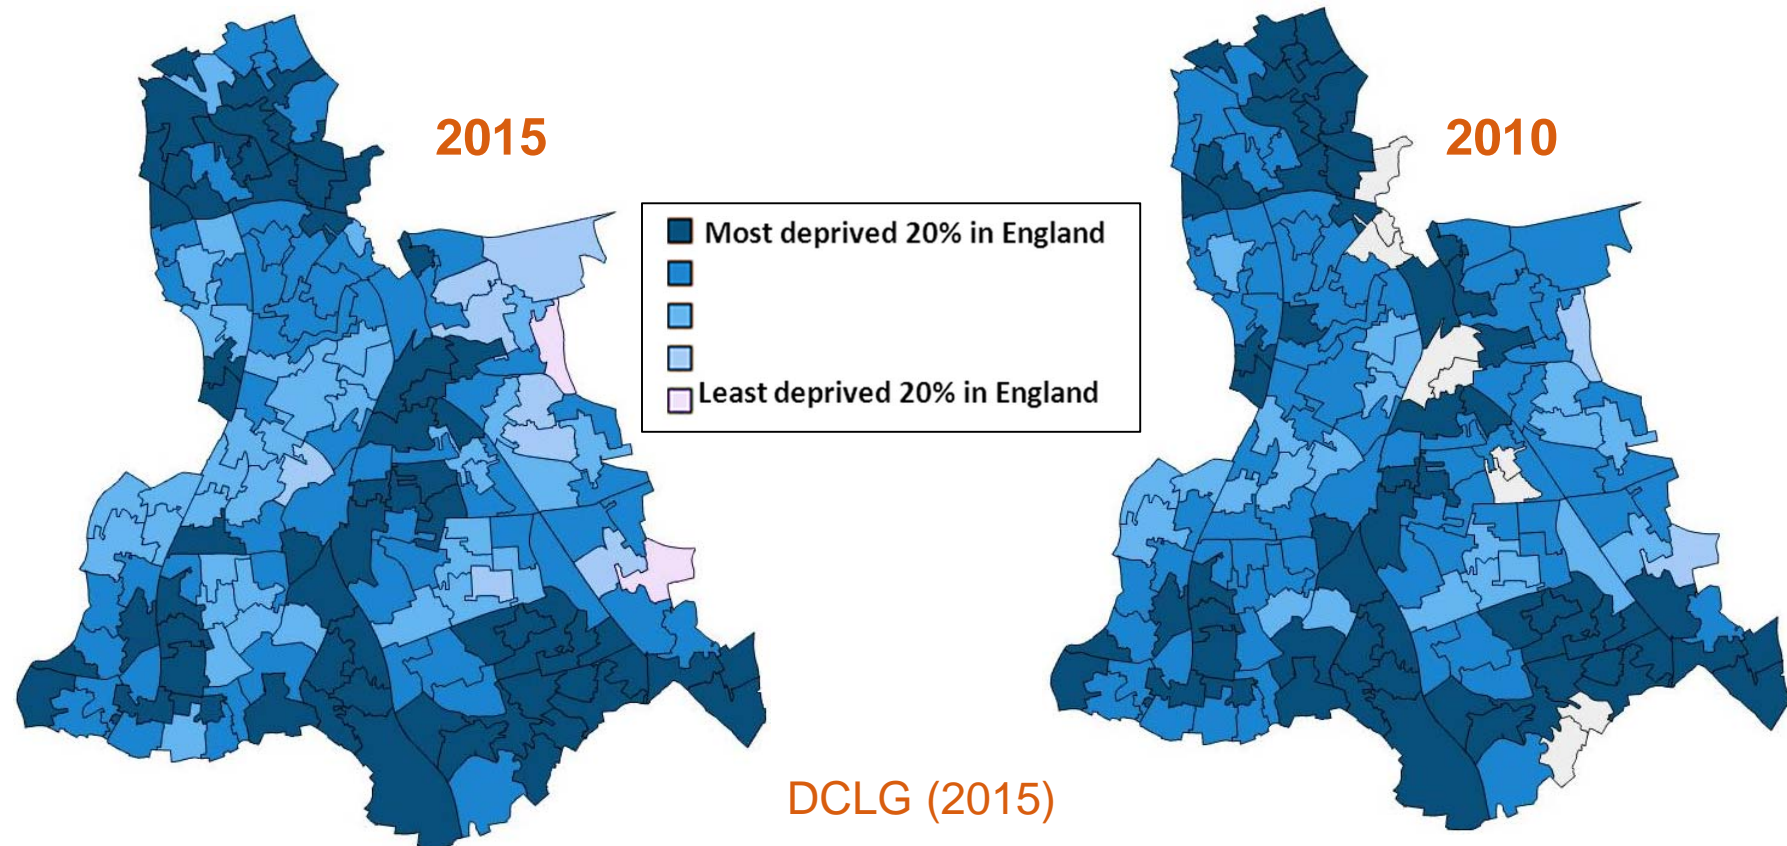 2015
2010
Most deprived 20% in England
Least deprived 20% in England
DCLG (2015)